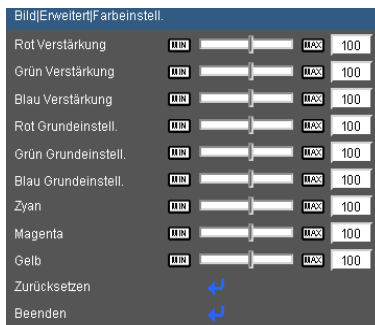 Bild|Erweitert|Farbeinstell.
Rot Verstärkung MIN MAX 100
Grün Verstärkung MIN MAX 100
Blau Verstärkung MIN MAX 100
Rot Grundeinstell. MIN MAX 100
Grün Grundeinstell. MIN MAX 100
Blau Grundeinstell. MIN MAX 100
Zyan MIN MAX 100
Magenta MIN MAX 100
Gelb MIN MAX 100
Zurücksetzen
Beenden